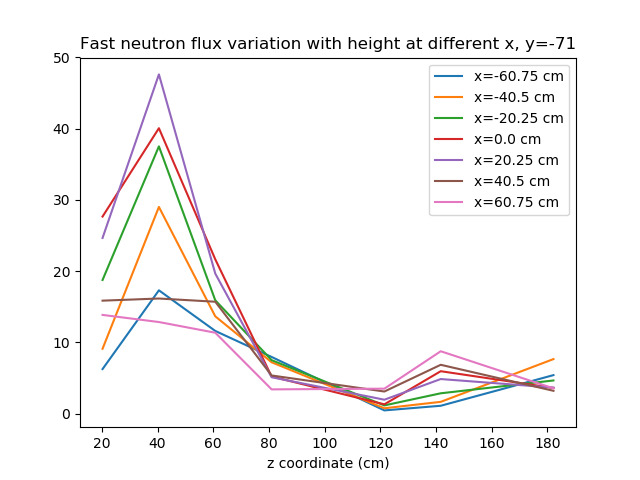 Fast neutron flux variation with height at different x, y=-71
50
40
30
20
10
0
x=-60.75 cm
x=-40.5 cm
x=-20.25 cm
x=0.0 cm
x=20.25 cm
x=40.5 cm
x=60.75 cm
20 40 60 80 100 120 140 160 180
z coordinate (cm)